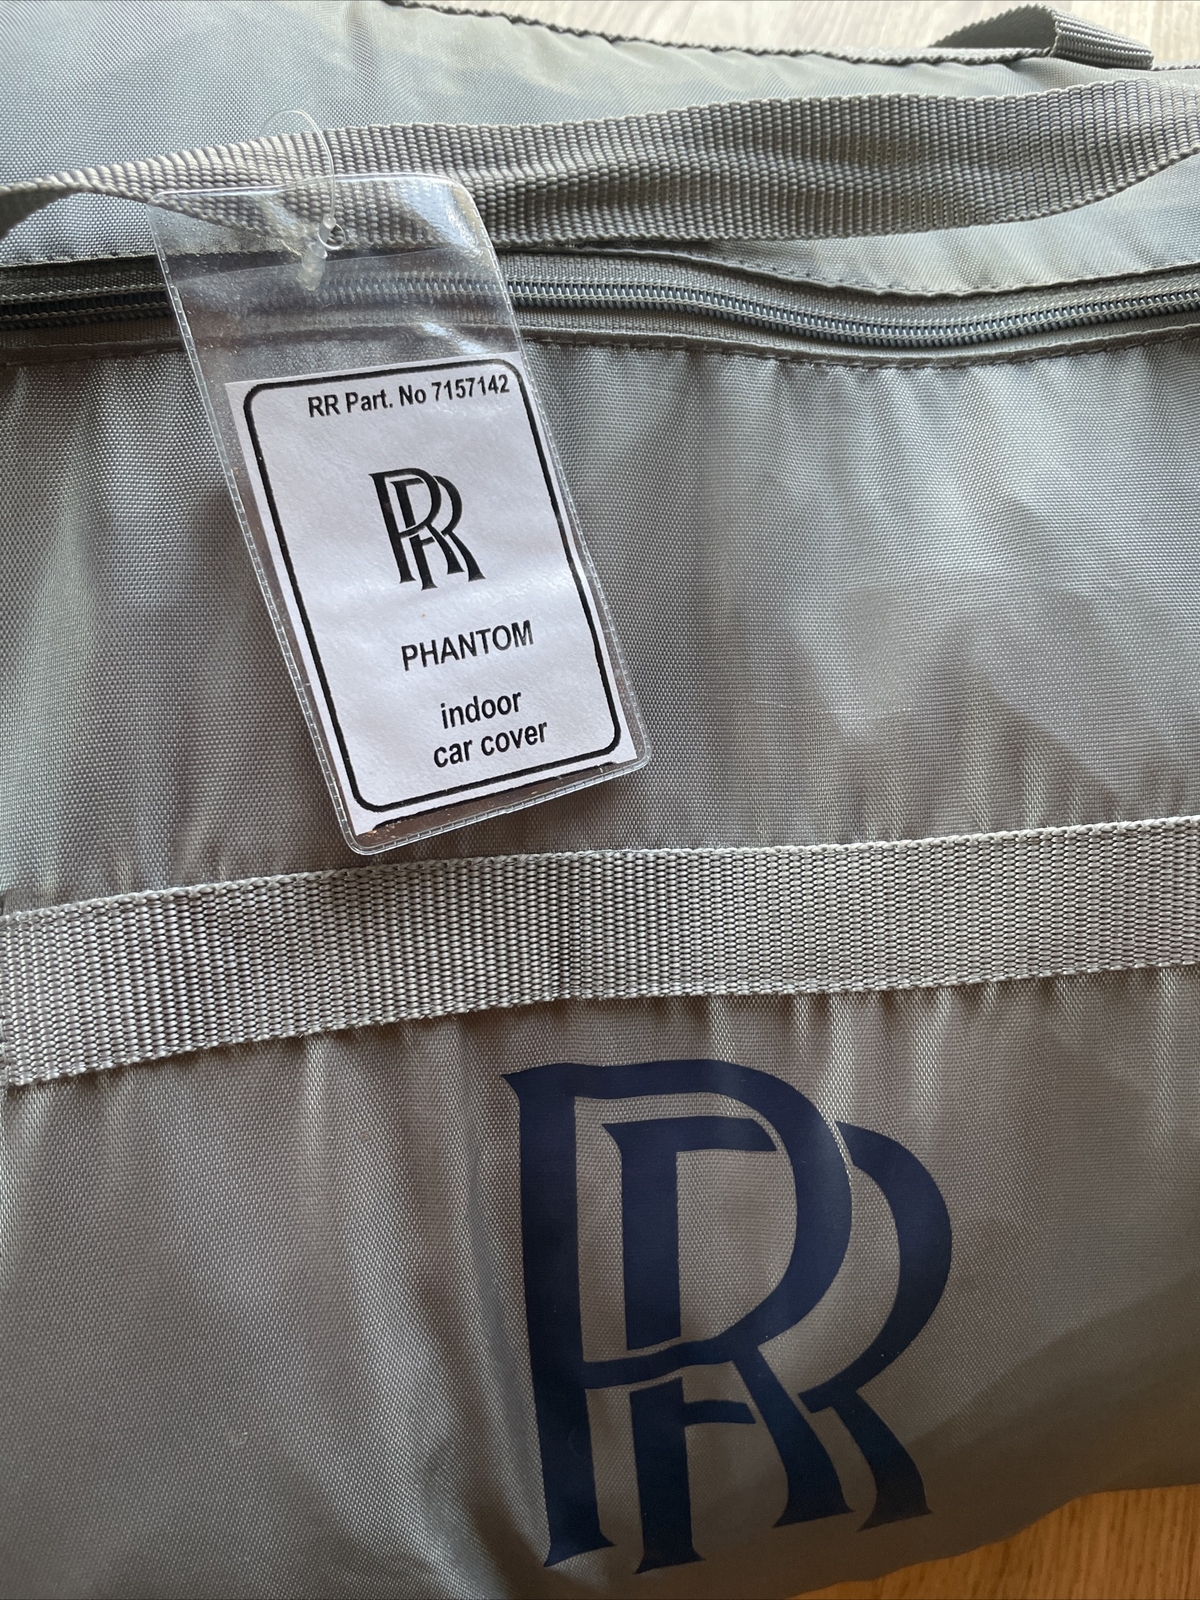 RR Part. No 7157142
RR
PHANTOM
indoor
car cover
RR